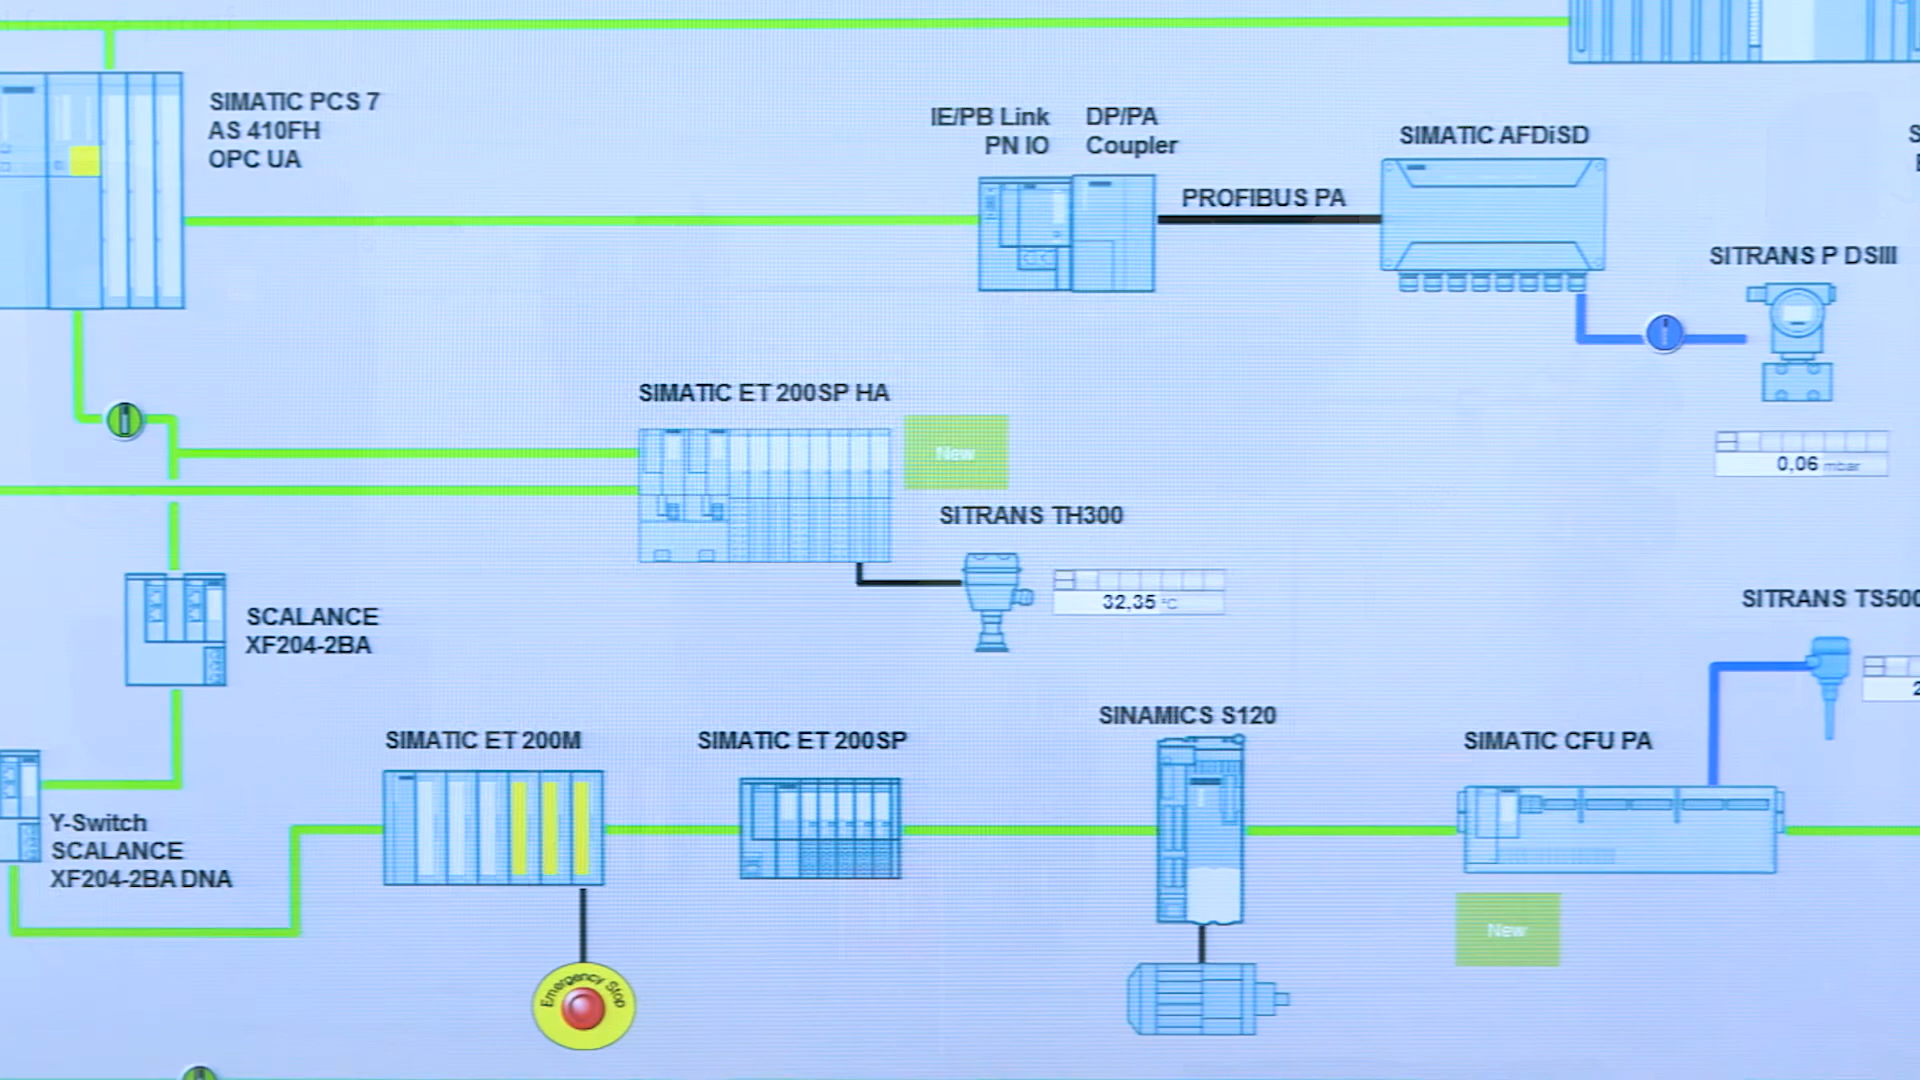 SIMATIC PCS 7
AS 410FH
OPC UA
IE/PB Link
PN IO
DP/PA
Coupler
PROFIBUS PA
SIMATIC AFDiSD
SITRANS P DSIII
0,06 mbar
SIMATIC ET 200SP HA
New
SITRANS TH300
32,35 °C
SCALANCE
XF204-2BA
SITRANS TS500
SIMATIC ET 200M
SIMATIC ET 200SP
SINAMICS S120
SIMATIC CFU PA
Y-Switch
SCALANCE
XF204-2BA DNA
New
Emergency Stop